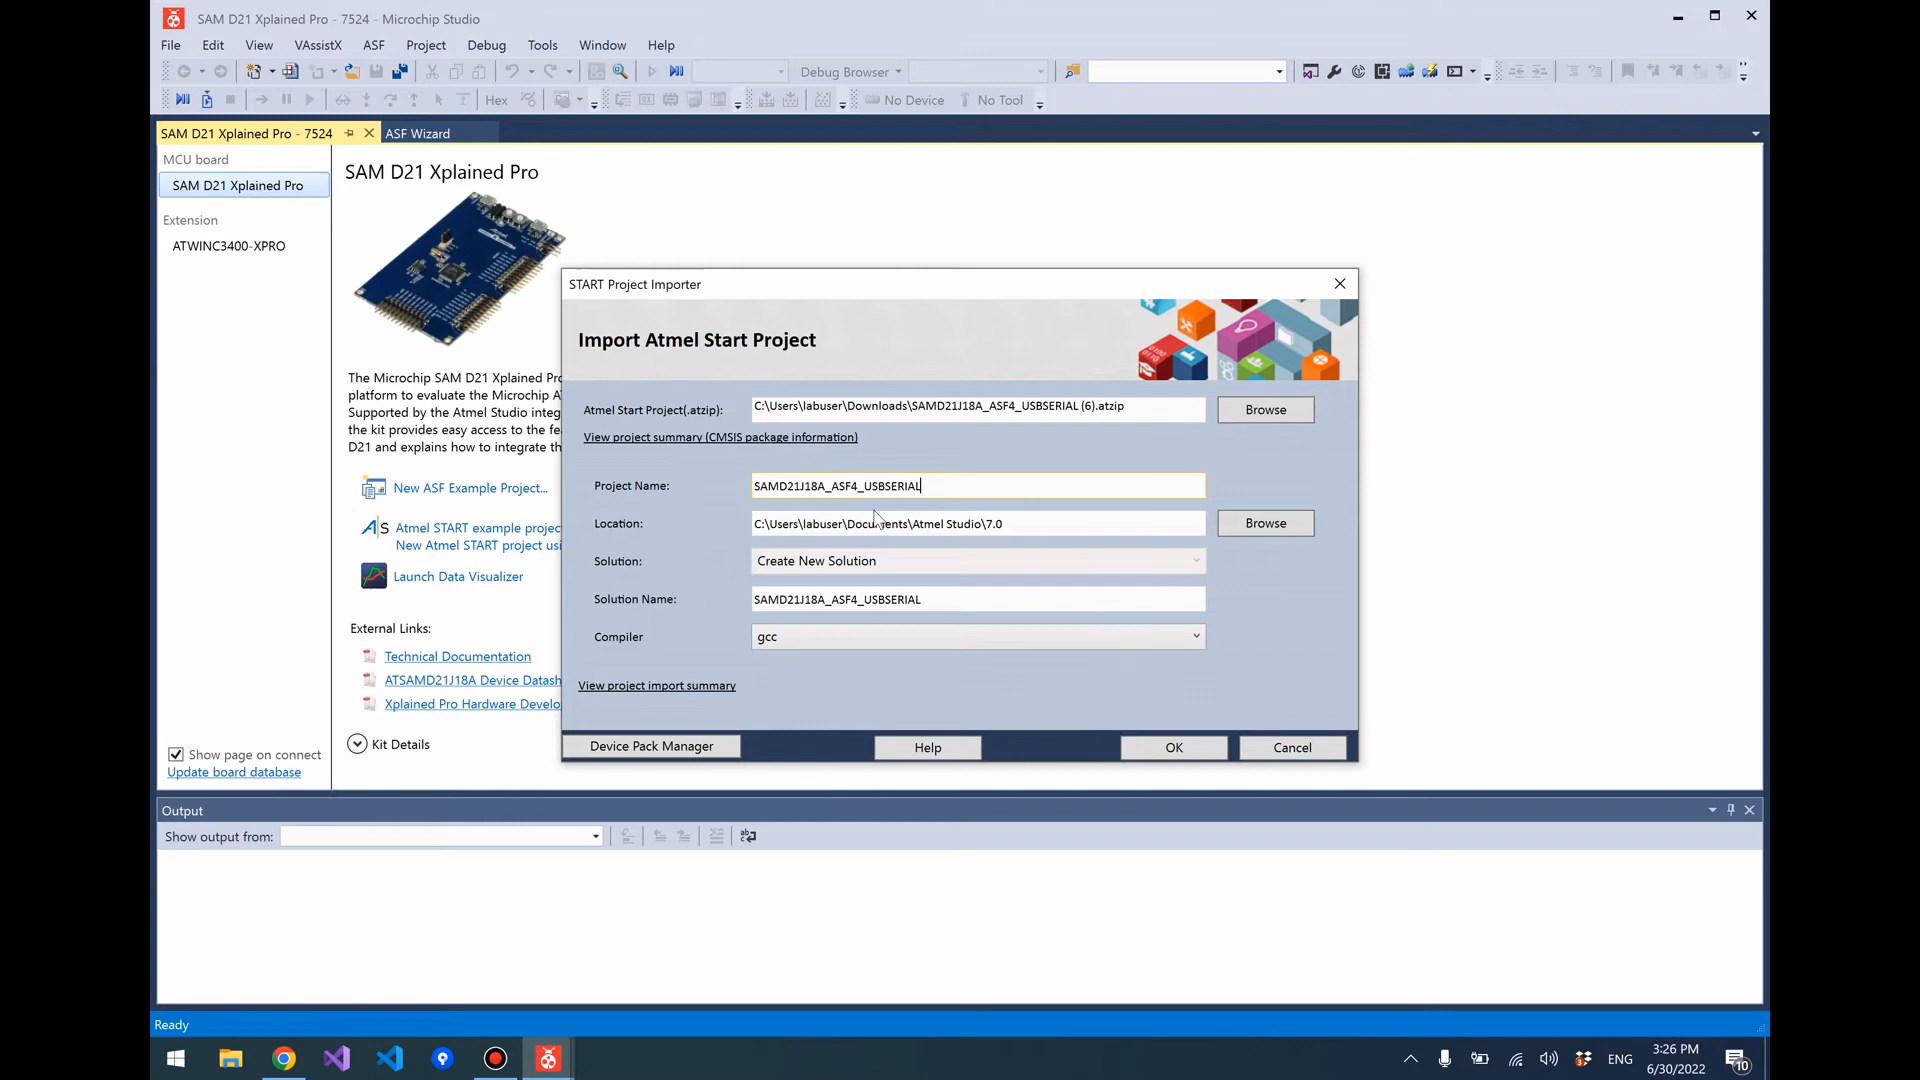 SAM D21 Xplained Pro - 7524 - Microchip Studio
File Edit View VAssistX ASF Project Debug Tools Window Help
Debug Browser
Hex No Device No Tool
SAM D21 Xplained Pro - 7524 ASF Wizard
MCU board
SAM D21 Xplained Pro
Extension
ATWINC3400-XPRO
SAM D21 Xplained Pro
The Microchip SAM D21 Xplained Pro
platform to evaluate the Microchip A
Supported by the Atmel Studio integ
the kit provides easy access to the fea
D21 and explains how to integrate th
New ASF Example Project...
Atmel START example projec
New Atmel START project usi
Launch Data Visualizer
External Links:
Technical Documentation
ATSAMD21J18A Device Datash
Xplained Pro Hardware Develo
Kit Details
Show page on connect
Update board database
START Project Importer
Import Atmel Start Project
Atmel Start Project(.atzip): C:\Users\labuser\Downloads\SAMD21J18A_ASF4_USBSERIAL (6).atzip Browse
View project summary (CMSIS package information)
Project Name: SAMD21J18A_ASF4_USBSERIAL
Location: C:\Users\labuser\Documents\Atmel Studio\7.0 Browse
Solution: Create New Solution
Solution Name: SAMD21J18A_ASF4_USBSERIAL
Compiler gcc
View project import summary
Device Pack Manager Help OK Cancel
Output
Show output from:
Ready
ENG
3:26 PM
6/30/2022
10